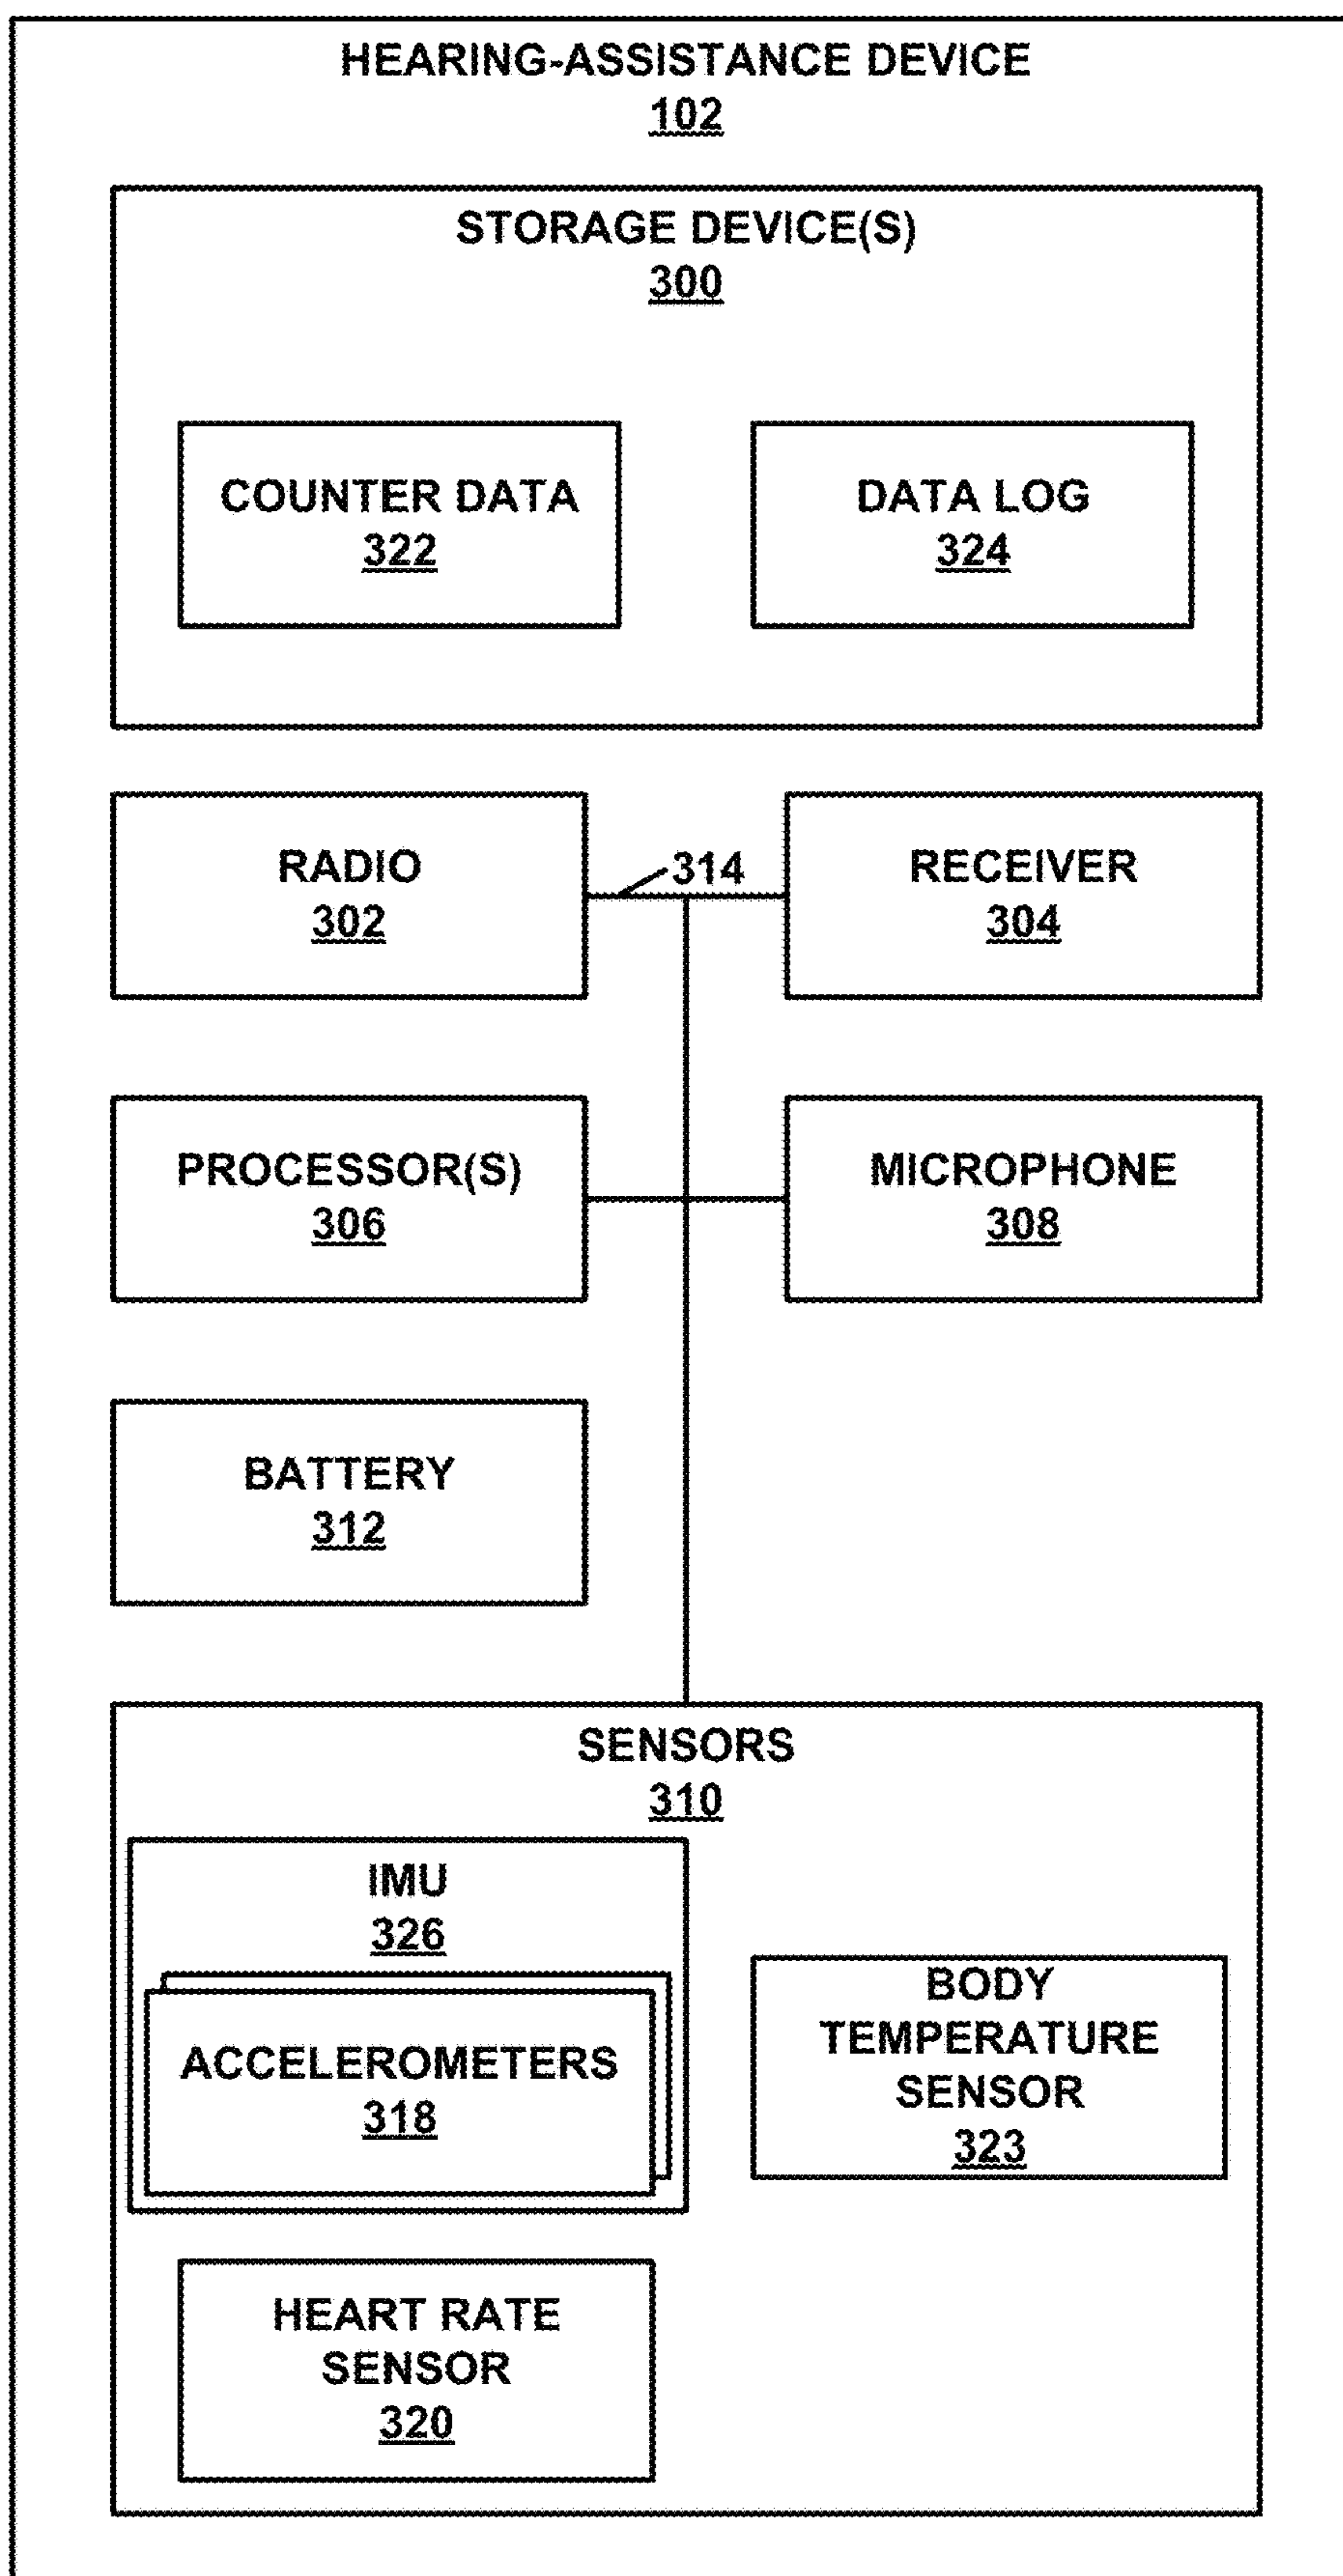 HEARING-ASSISTANCE DEVICE
102
STORAGE DEVICE(S)
300
COUNTER DATA
322
DATA LOG
324
RADIO
302
314
RECEIVER
304
PROCESSOR(S)
306
MICROPHONE
308
BATTERY
312
SENSORS
310
IMU
326
ACCELEROMETERS
318
BODY
TEMPERATURE
SENSOR
323
HEART RATE
SENSOR
320